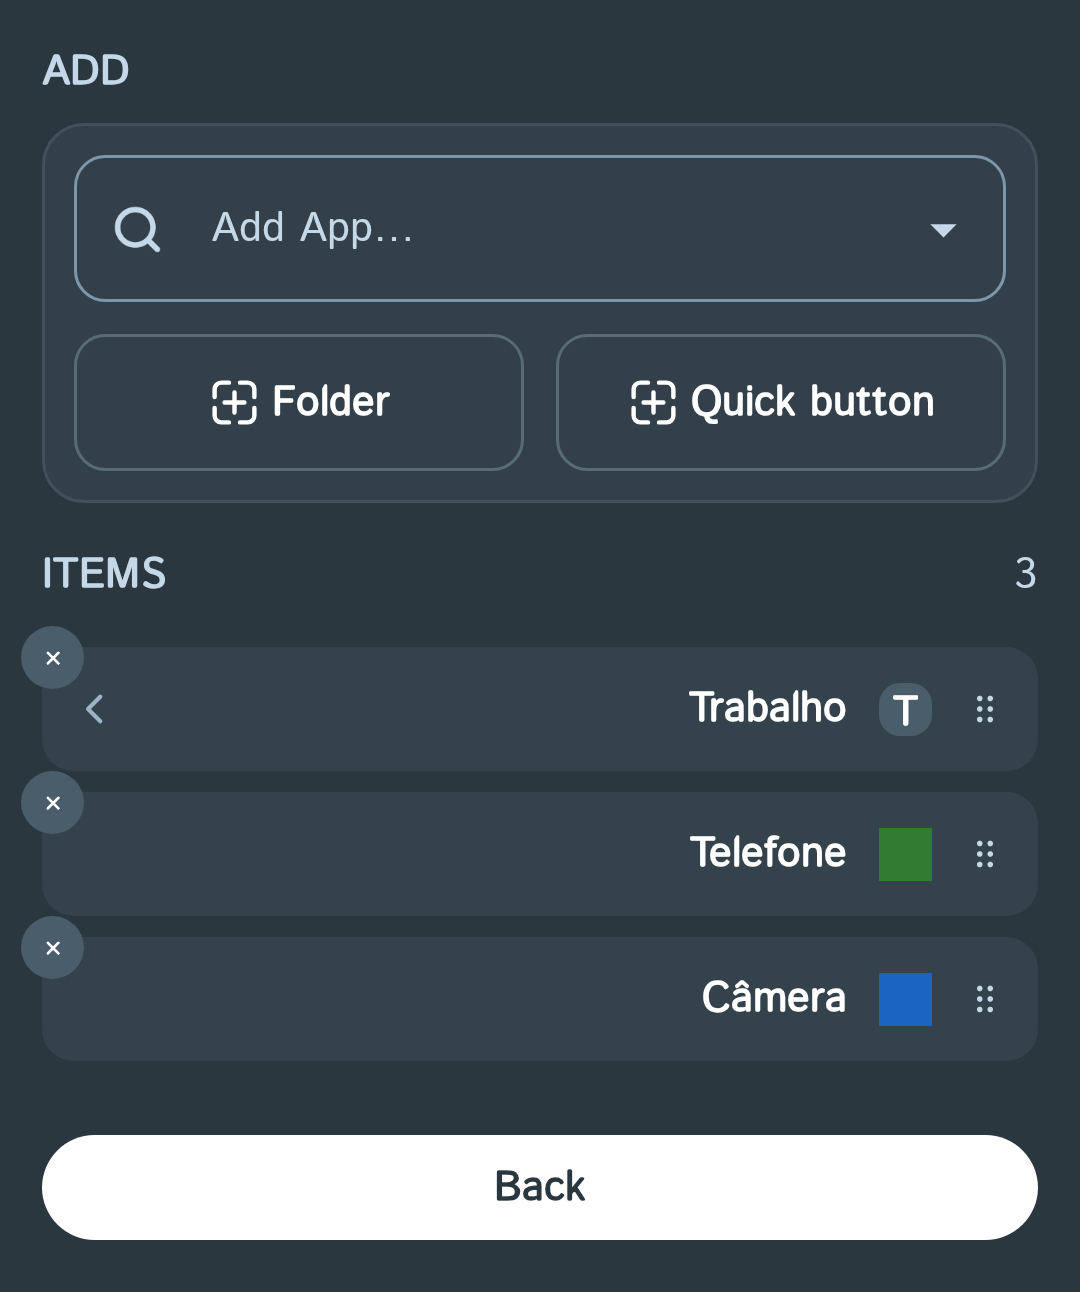 ADD
Add App...
Folder
Quick button
ITEMS
3
Trabalho
T
Telefone
Câmera
Back